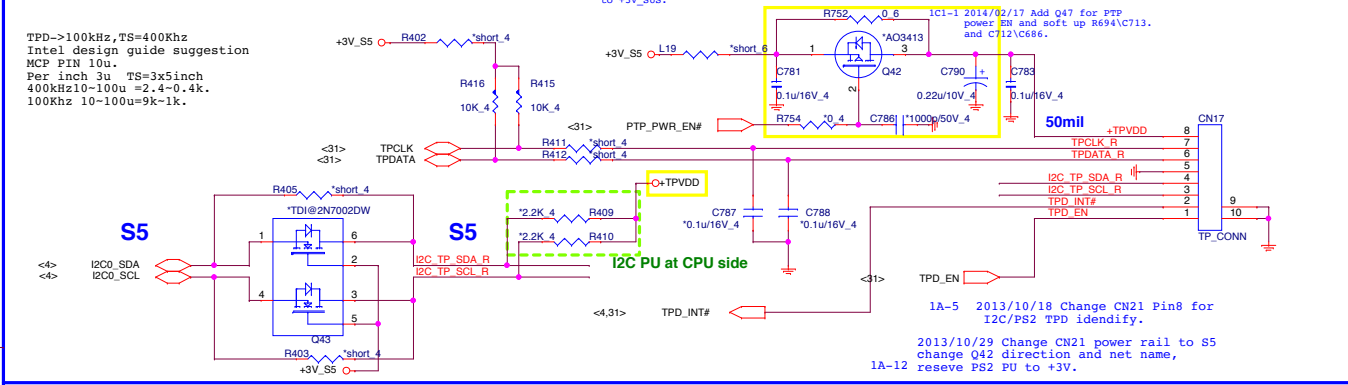 to +3V_SUS.
1C1-1 2014/02/17 Add Q47 for PTP
power EN and soft up R694\C713.
and C712\C686.
TPD->100kHz,TS=400Khz
Intel design guide suggestion
MCP PIN 10u.
Per inch 3u  TS=3x5inch
400kHz10~100u =2.4~0.4k.
100Khz 10~100u=9k~1k.
+3V_S5
R402
*short_4
R416
10K_4
R415
10K_4
+3V_S5
L19
*short_6
R752
0_6
*AO3413
1
3
2
Q42
C781
0.1u/16V_4
C790
+
0.22u/10V_4
C783
0.1u/16V_4
PTP_PWR_EN#
R754
*0_4
C786
*1000p/50V_4
<31>
<31>
TPCLK
<31>
TPDATA
R411
*short_4
R412
*short_4
50mil
CN17
+TPVDD
8
TPCLK_R
7
TPDATA_R
6
5
I2C_TP_SDA_R
4
I2C_TP_SCL_R
3
TPD_INT#
2
TPD_EN
1
9
10
TP_CONN
+TPVDD
*2.2K_4
R409
*2.2K_4
R410
C787
*0.1u/16V_4
C788
*0.1u/16V_4
I2C PU at CPU side
R405
*short_4
*TDI@2N7002DW
S5
S5
1
6
2
4
3
5
Q43
<4>
I2C0_SDA
<4>
I2C0_SCL
I2C_TP_SDA_R
I2C_TP_SCL_R
R403
*short_4
+3V_S5
<31>
TPD_EN
<4,31>
TPD_INT#
1A-5  2013/10/18 Change CN21 Pin8 for
I2C/PS2 TPD idendify.
2013/10/29 Change CN21 power rail to S5
change Q42 direction and net name,
1A-12 reseve PS2 PU to +3V.